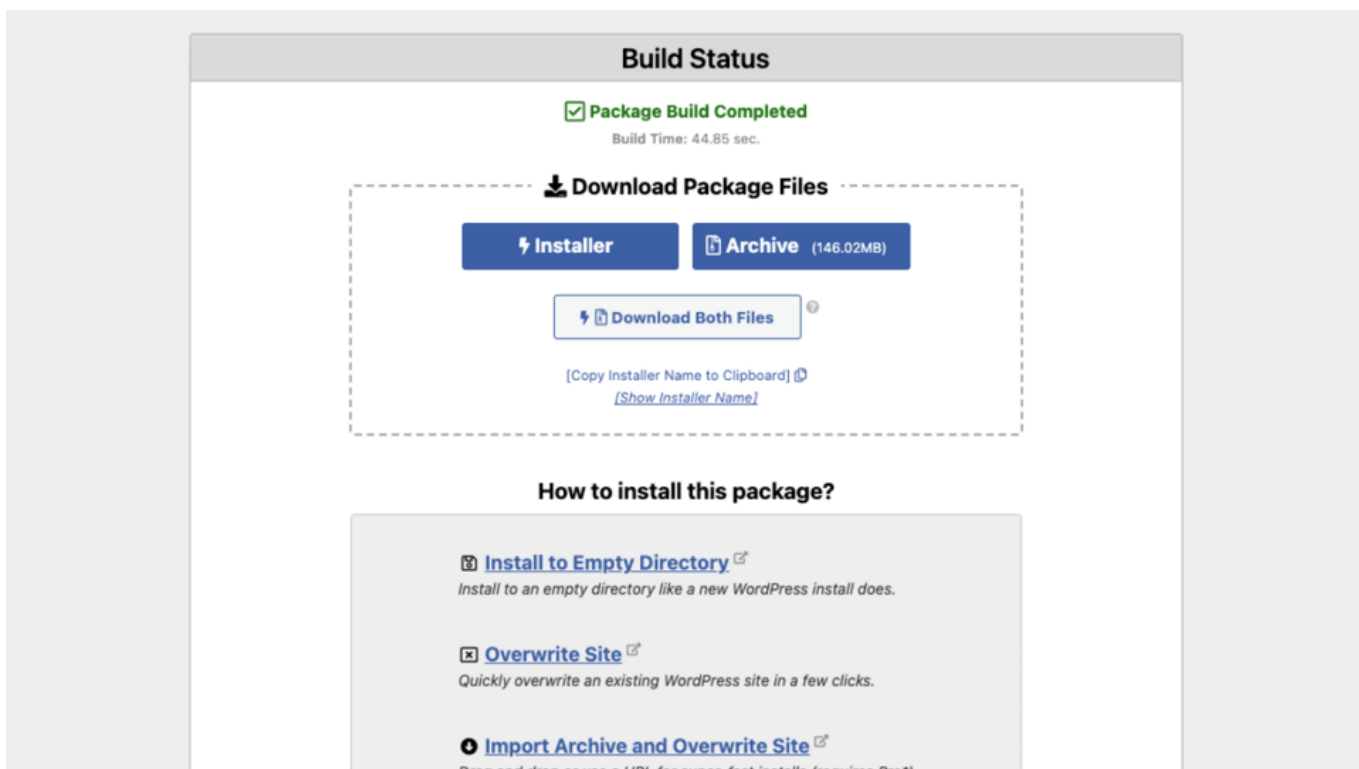 Build Status
Package Build Completed
Build Time: 44.85 sec.
Download Package Files
Installer
Archive (146.02MB)
Download Both Files
[Copy Installer Name to Clipboard]
[Show Installer Name]
How to install this package?
Install to Empty Directory
Install to an empty directory like a new WordPress install does.
Overwrite Site
Quickly overwrite an existing WordPress site in a few clicks.
Import Archive and Overwrite Site